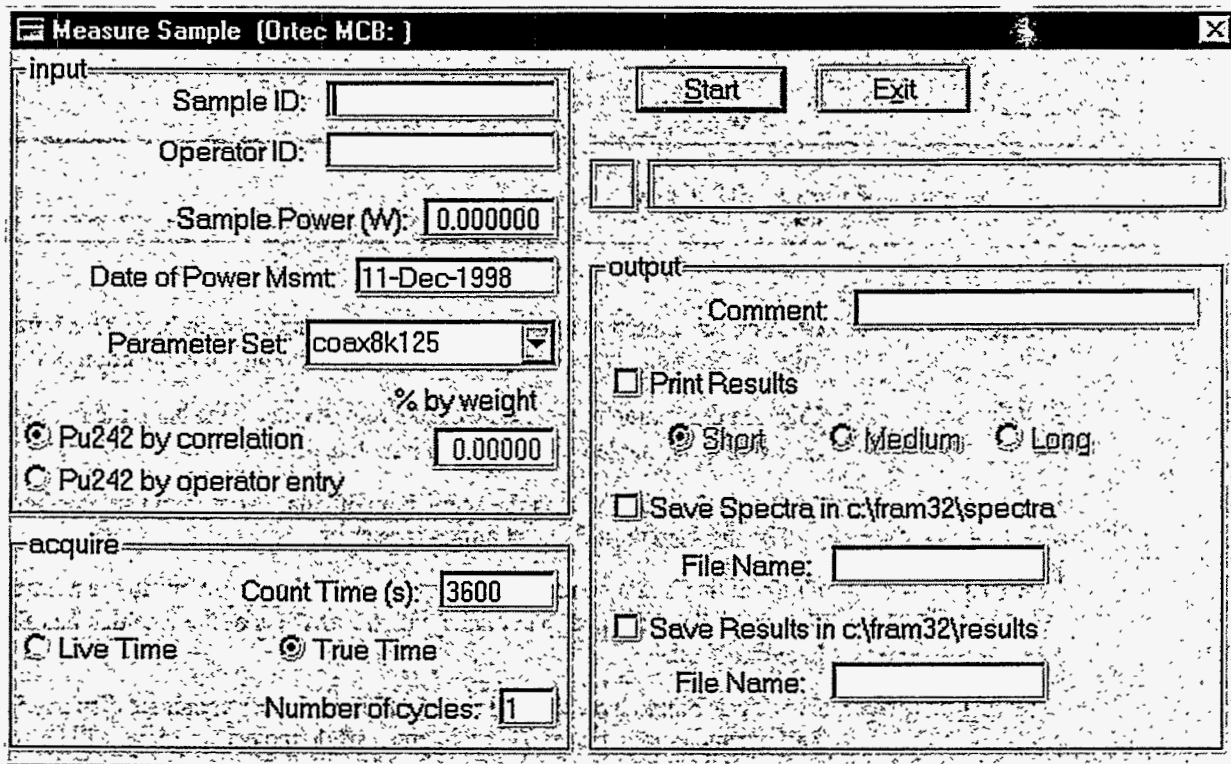 Measure Sample (Ortec MCB: )
input
Sample ID:
Operator ID:
Sample Power (W): 0.000000
Date of Power Msmt: 11-Dec-1998
Parameter Set: coax8k125
% by weight
Pu242 by correlation 0.00000
Pu242 by operator entry
acquire
Count Time (s): 3600
Live Time True Time
Number of cycles: 1
Start Exit
output
Comment:
Print Results
Short Medium Long
Save Spectra in c:\fram32\spectra
File Name:
Save Results in c:\fram32\results
File Name: